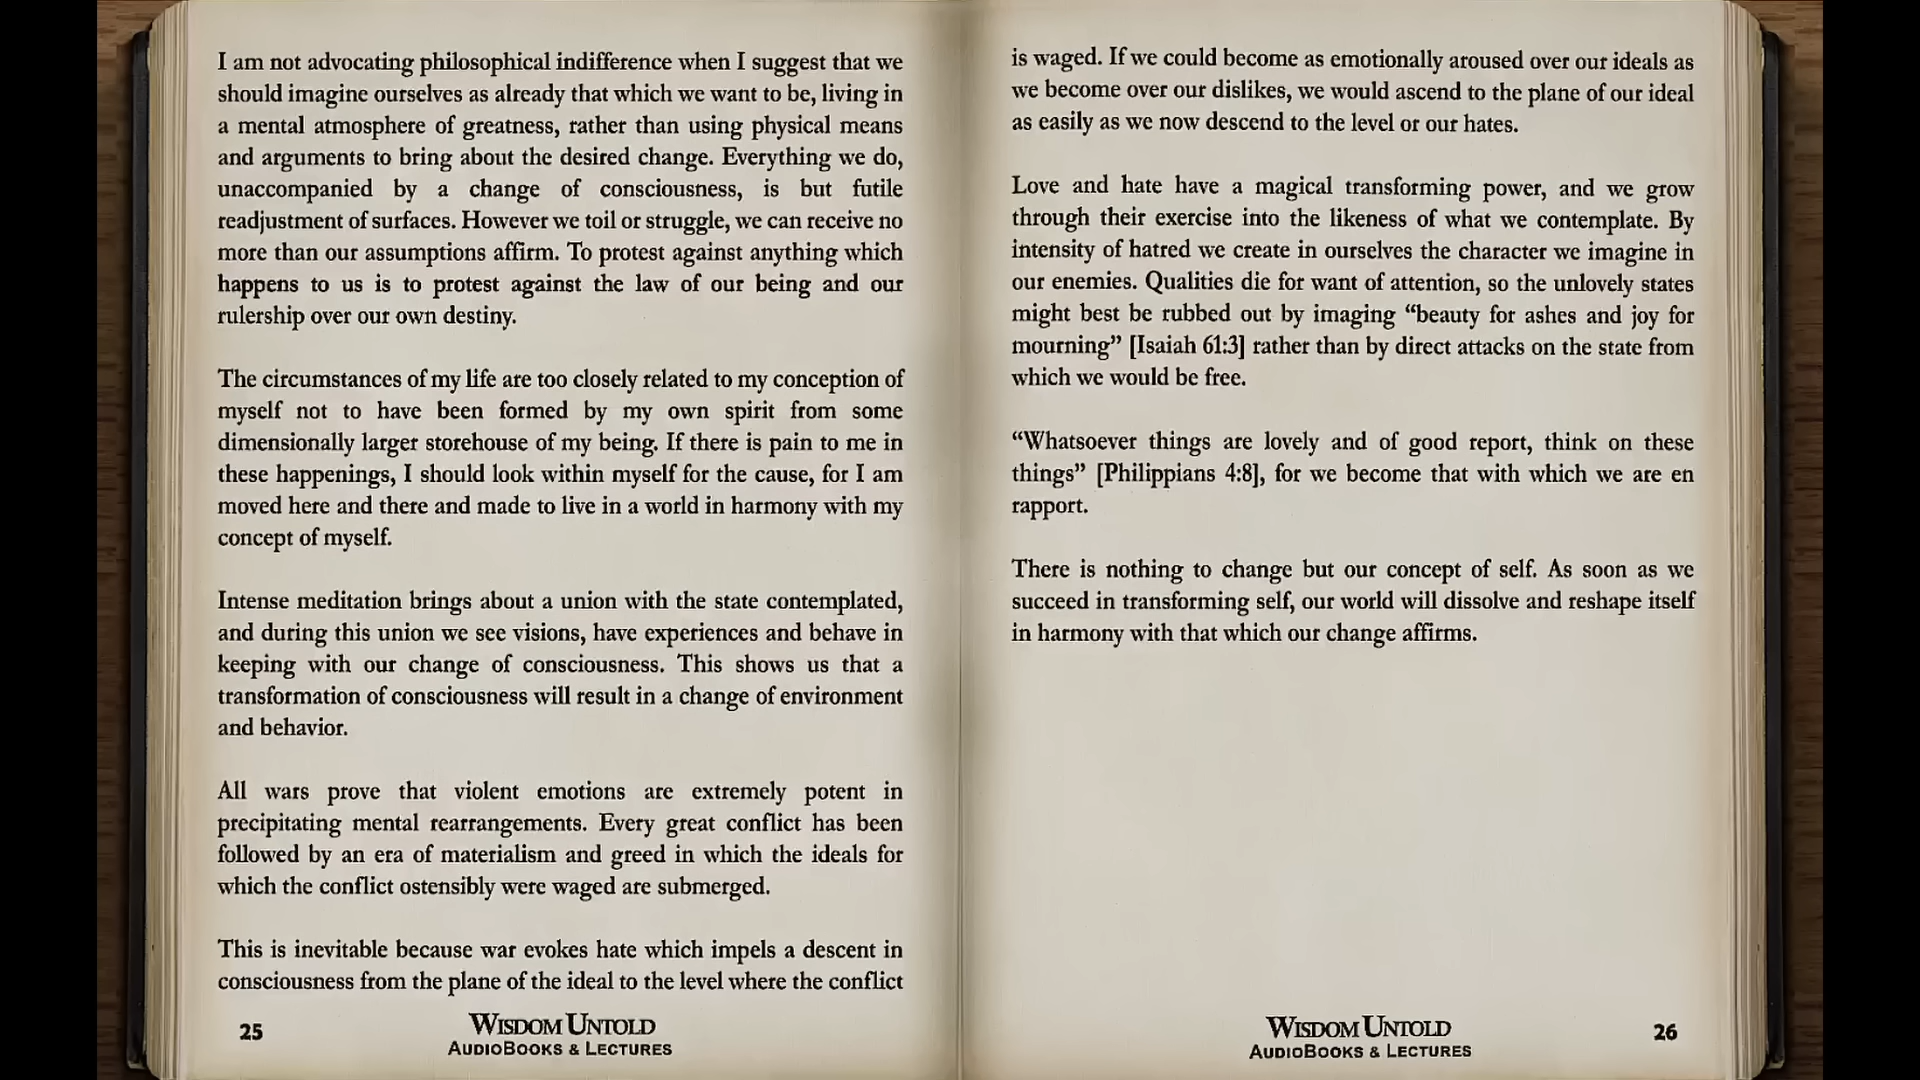 I am not advocating philosophical indifference when I suggest that we
should imagine ourselves as already that which we want to be, living in
a mental atmosphere of greatness, rather than using physical means
and arguments to bring about the desired change. Everything we do,
unaccompanied by a change of consciousness, is but futile
readjustment of surfaces. However we toil or struggle, we can receive no
more than our assumptions affirm. To protest against anything which
happens to us is to protest against the law of our being and our
rulership over our own destiny.
The circumstances of my life are too closely related to my conception of
myself not to have been formed by my own spirit from some
dimensionally larger storehouse of my being. If there is pain to me in
these happenings, I should look within myself for the cause, for I am
moved here and there and made to live in a world in harmony with my
concept of myself.
Intense meditation brings about a union with the state contemplated,
and during this union we see visions, have experiences and behave in
keeping with our change of consciousness. This shows us that a
transformation of consciousness will result in a change of environment
and behavior.
All wars prove that violent emotions are extremely potent in
precipitating mental rearrangements. Every great conflict has been
followed by an era of materialism and greed in which the ideals for
which the conflict ostensibly were waged are submerged.
This is inevitable because war evokes hate which impels a descent in
consciousness from the plane of the ideal to the level where the conflict
25
WISDOM UNTOLD
AUDIOBOOKS & LECTURES
is waged. If we could become as emotionally aroused over our ideals as
we become over our dislikes, we would ascend to the plane of our ideal
as easily as we now descend to the level or our hates.
Love and hate have a magical transforming power, and we grow
through their exercise into the likeness of what we contemplate. By
intensity of hatred we create in ourselves the character we imagine in
our enemies. Qualities die for want of attention, so the unlovely states
might best be rubbed out by imaging “beauty for ashes and joy for
mourning” [Isaiah 61:3] rather than by direct attacks on the state from
which we would be free.
“Whatsoever things are lovely and of good report, think on these
things” [Philippians 4:8], for we become that with which we are en
rapport.
There is nothing to change but our concept of self. As soon as we
succeed in transforming self, our world will dissolve and reshape itself
in harmony with that which our change affirms.
WISDOM UNTOLD
AUDIOBOOKS & LECTURES
26